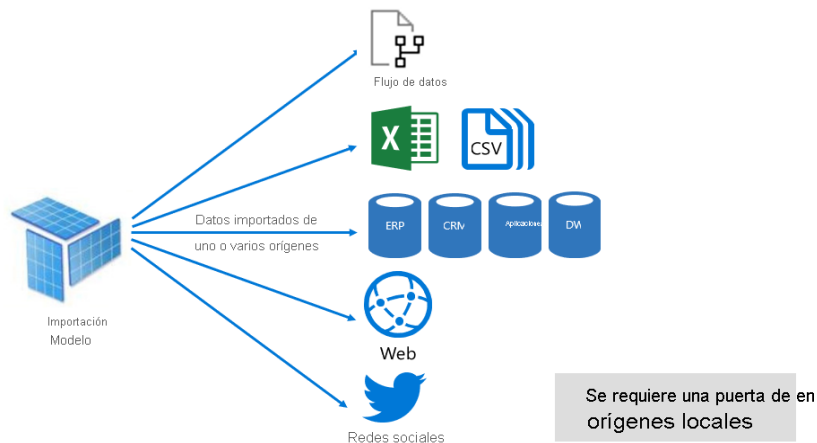 Flujo de datos
X
CSV
Datos importados de
uno o varios orígenes
ERP
CRM
Aplicacione
DW
Importación
Modelo
Web
Se requiere una puerta de en
orígenes locales
Redes sociales